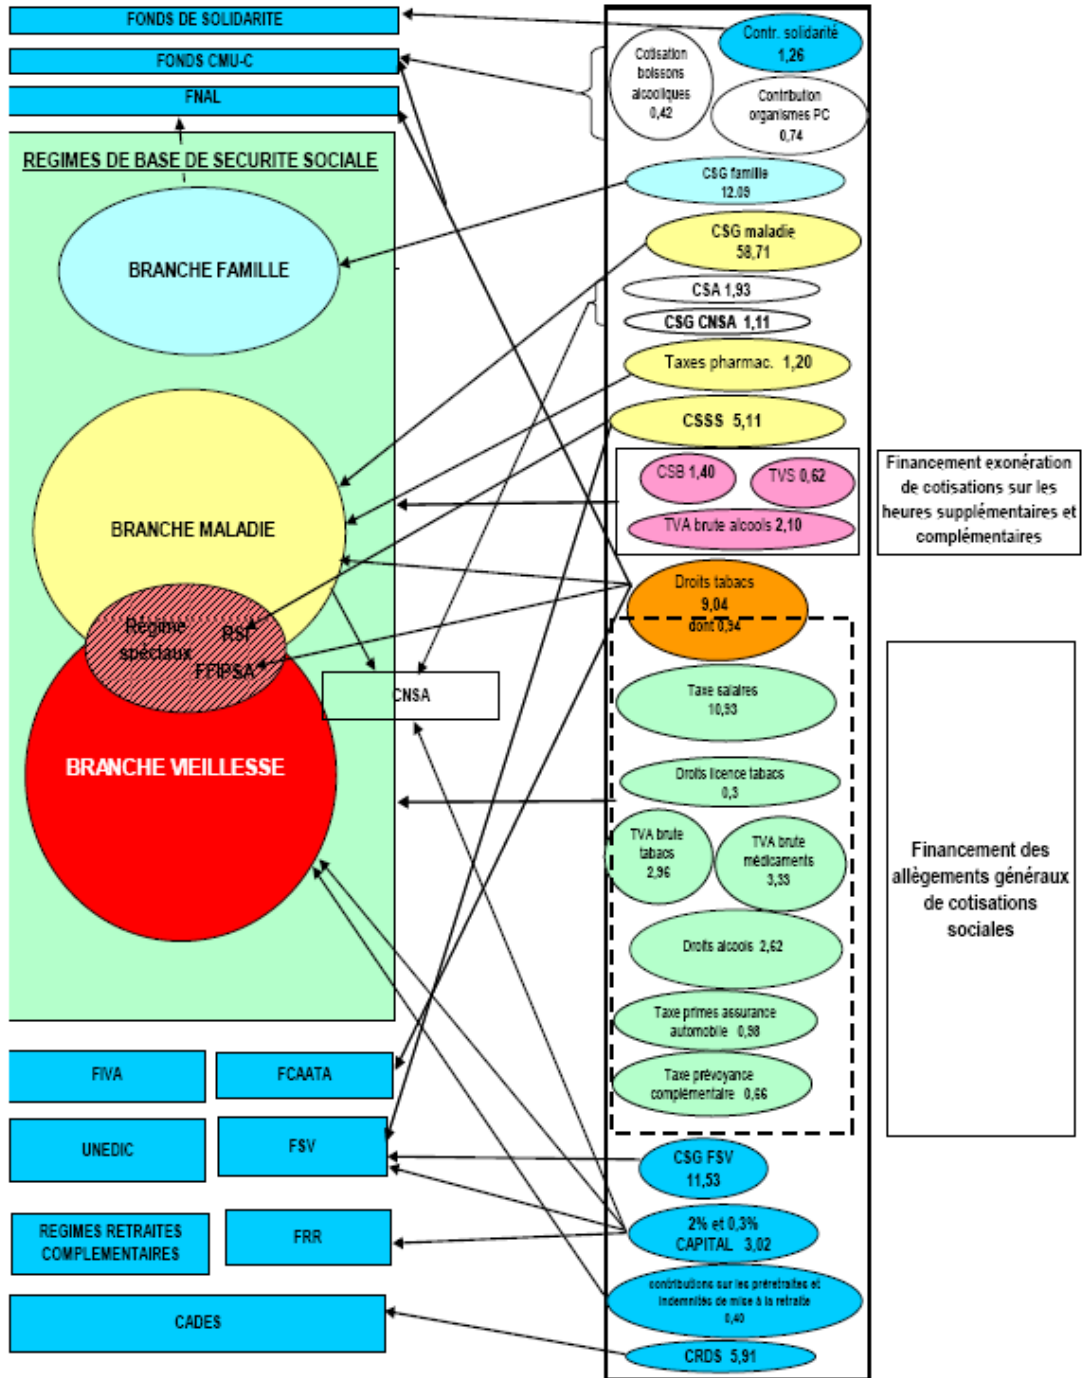 FONDS DE SOLIDARITE
FONDS CMU-C
FNAL
REGIMES DE BASE DE SECURITE SOCIALE
BRANCHE FAMILLE
BRANCHE MALADIE
Régime
spéciaux
RSI
FFIPSA
BRANCHE VIEILLESSE
CNSA
FIVA
FCAATA
UNEDIC
FSV
REGIMES RETRAITES
COMPLEMENTAIRES
FRR
CADES
Contr. solidarité
1,26
Cotisation
boissons
alcooliques
0,42
Contribution
organismes PC
0,74
CSG famille
12.09
CSG maladie
58,71
CSA 1,93
CSG CNSA 1,11
Taxes pharmac. 1,20
CSSS 5,11
CSB 1,40
TVS 0,62
TVA brute alcools 2,10
Droits tabacs
9,04
dont 0,94
Taxe salaires
10,93
Droits licence tabacs
0,3
TVA brute
tabacs
2,96
TVA brute
médicaments
3,33
Droits alcools 2,62
Taxe primes assurance
automobile 0,98
Taxe prévoyance
complémentaire 0,66
CSG FSV
11,53
2% et 0,3%
CAPITAL 3,02
contributions sur les préretraites et
indemnités de mise à la retraite
0,40
CRDS 5,91
Financement exonération
de cotisations sur les
heures supplémentaires et
complémentaires
Financement des
allègements généraux
de cotisations
sociales